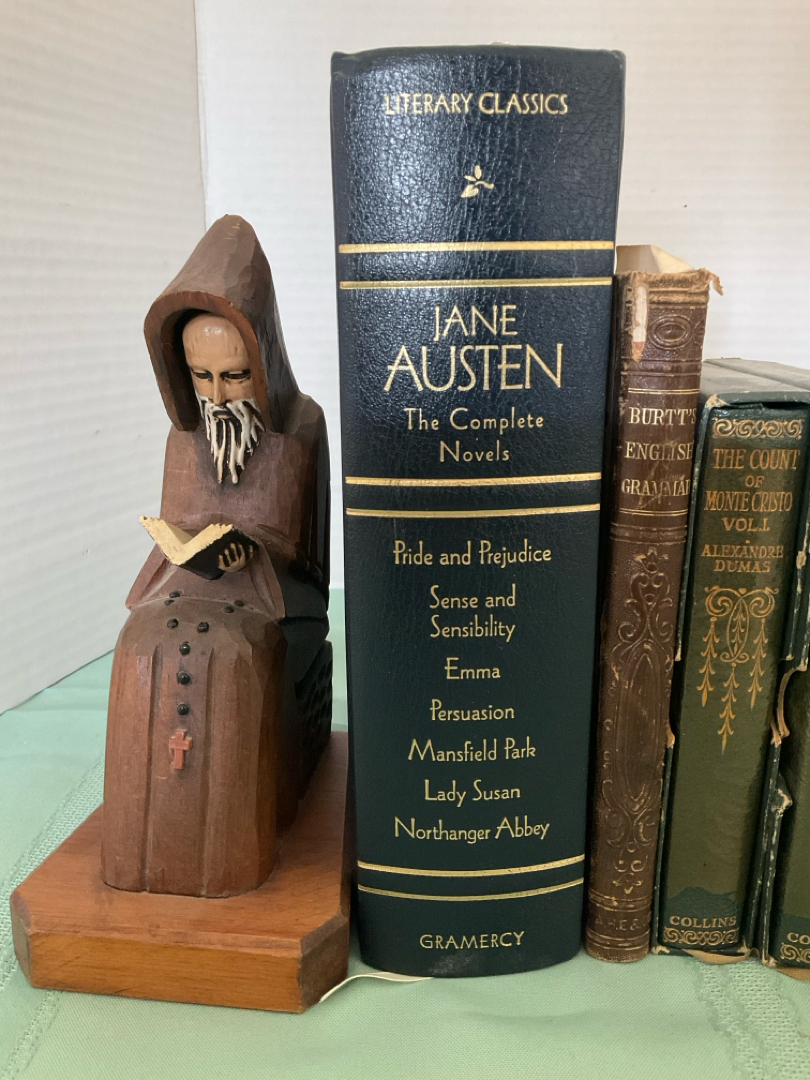 LITERARY CLASSICS
JANE
AUSTEN
The Complete
Novels
Pride and Prejudice
Sense and
Sensibility
Emma
Persuasion
Mansfield Park
Lady Susan
Northanger Abbey
GRAMERCY
BURTT'S
ENGLISH
GRAMMAR
THE COUNT
OF
MONTE CRISTO
VOL.I.
ALEXANDRE
DUMAS
COLLINS
CO